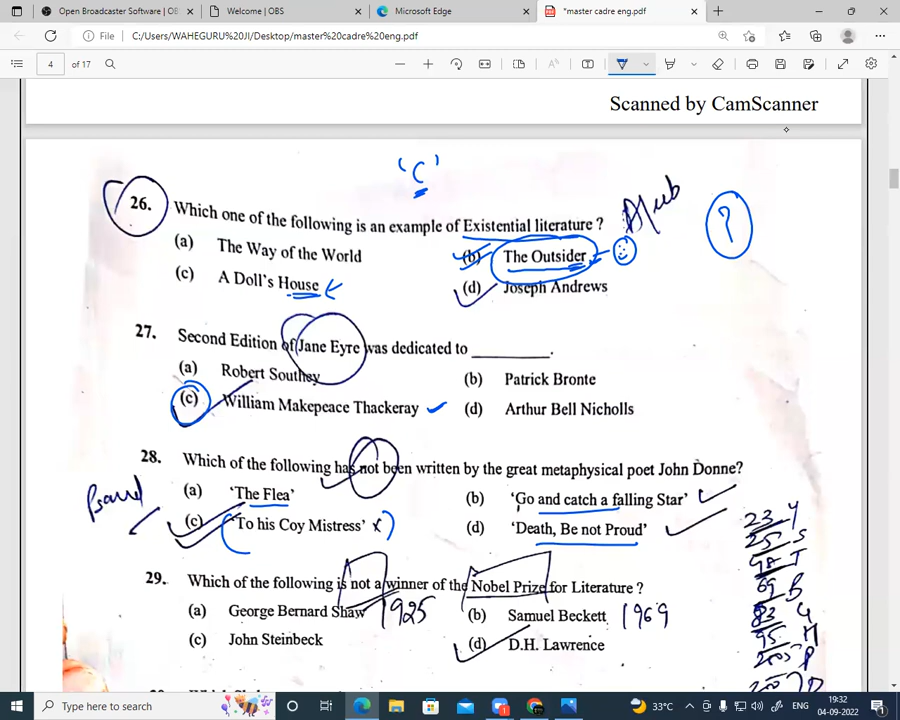 Open Broadcaster Software | OBS
Welcome | OBS
Microsoft Edge
*master cadre eng.pdf
File
C:/Users/WAHEGURU%20JI/Desktop/master%20cadre%20eng.pdf
4 of 17
Scanned by CamScanner
'C'
26. Which one of the following is an example of Existential literature ?
?
(a) The Way of the World
(b) The Outsider
(c) A Doll's House
(d) Joseph Andrews
27. Second Edition of Jane Eyre was dedicated to ___________.
(a) Robert Southey
(b) Patrick Bronte
(c) William Makepeace Thackeray
(d) Arthur Bell Nicholls
28. Which of the following has not been written by the great metaphysical poet John Donne?
(a) 'The Flea'
(b) 'Go and catch a falling Star'
(c) 'To his Coy Mistress'
(d) 'Death, Be not Proud'
29. Which of the following is not a winner of the Nobel Prize for Literature ?
(a) George Bernard Shaw 1925
(b) Samuel Beckett 1969
(c) John Steinbeck
(d) D.H. Lawrence
23 Y
25 S
69 B
83 G
95 H
Type here to search
33°C
19:32
04-09-2022